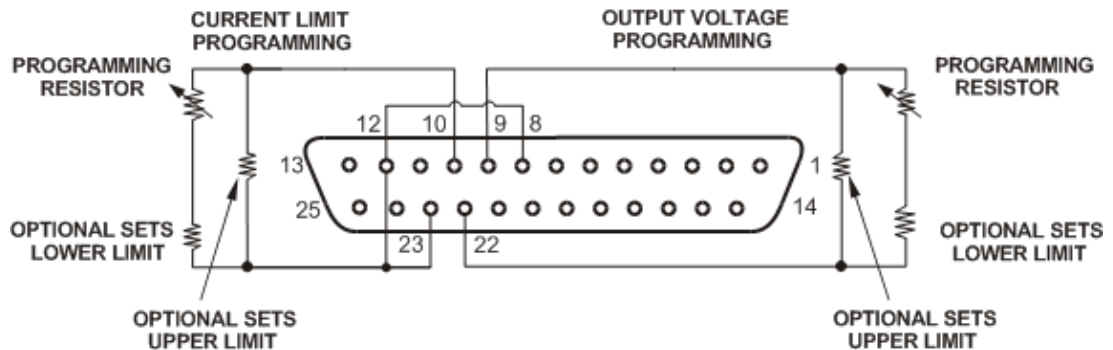 CURRENT LIMIT
PROGRAMMING
OUTPUT VOLTAGE
PROGRAMMING
PROGRAMMING
RESISTOR
PROGRAMMING
RESISTOR
12
10
9
8
13
1
25
14
23
22
OPTIONAL SETS
LOWER LIMIT
OPTIONAL SETS
LOWER LIMIT
OPTIONAL SETS
UPPER LIMIT
OPTIONAL SETS
UPPER LIMIT